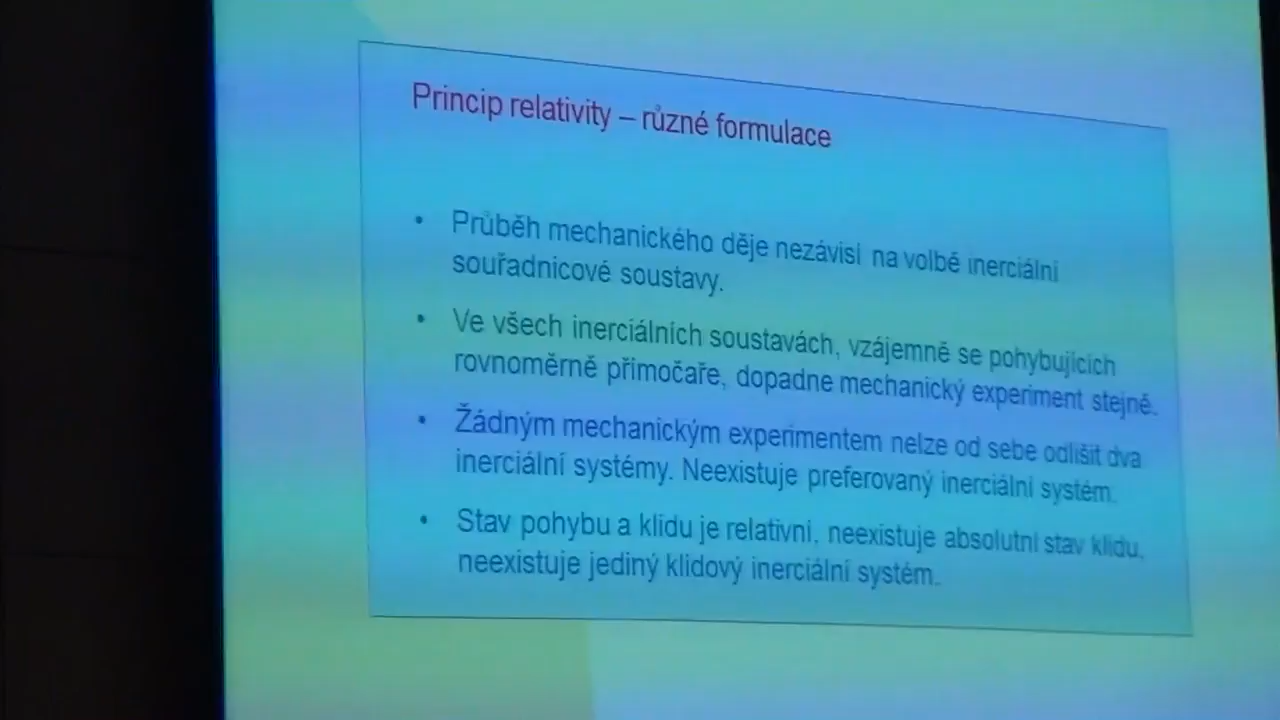 Princip relativity – různé formulace
• Průběh mechanického děje nezávisí na volbě inerciální
souřadnicové soustavy.
• Ve všech inerciálních soustavách, vzájemně se pohybujících
rovnoměrně přímočaře, dopadne mechanický experiment stejně.
• Žádným mechanickým experimentem nelze od sebe odlišit dva
inerciální systémy. Neexistuje preferovaný inerciální systém.
• Stav pohybu a klidu je relativní, neexistuje absolutní stav klidu,
neexistuje jediný klidový inerciální systém.